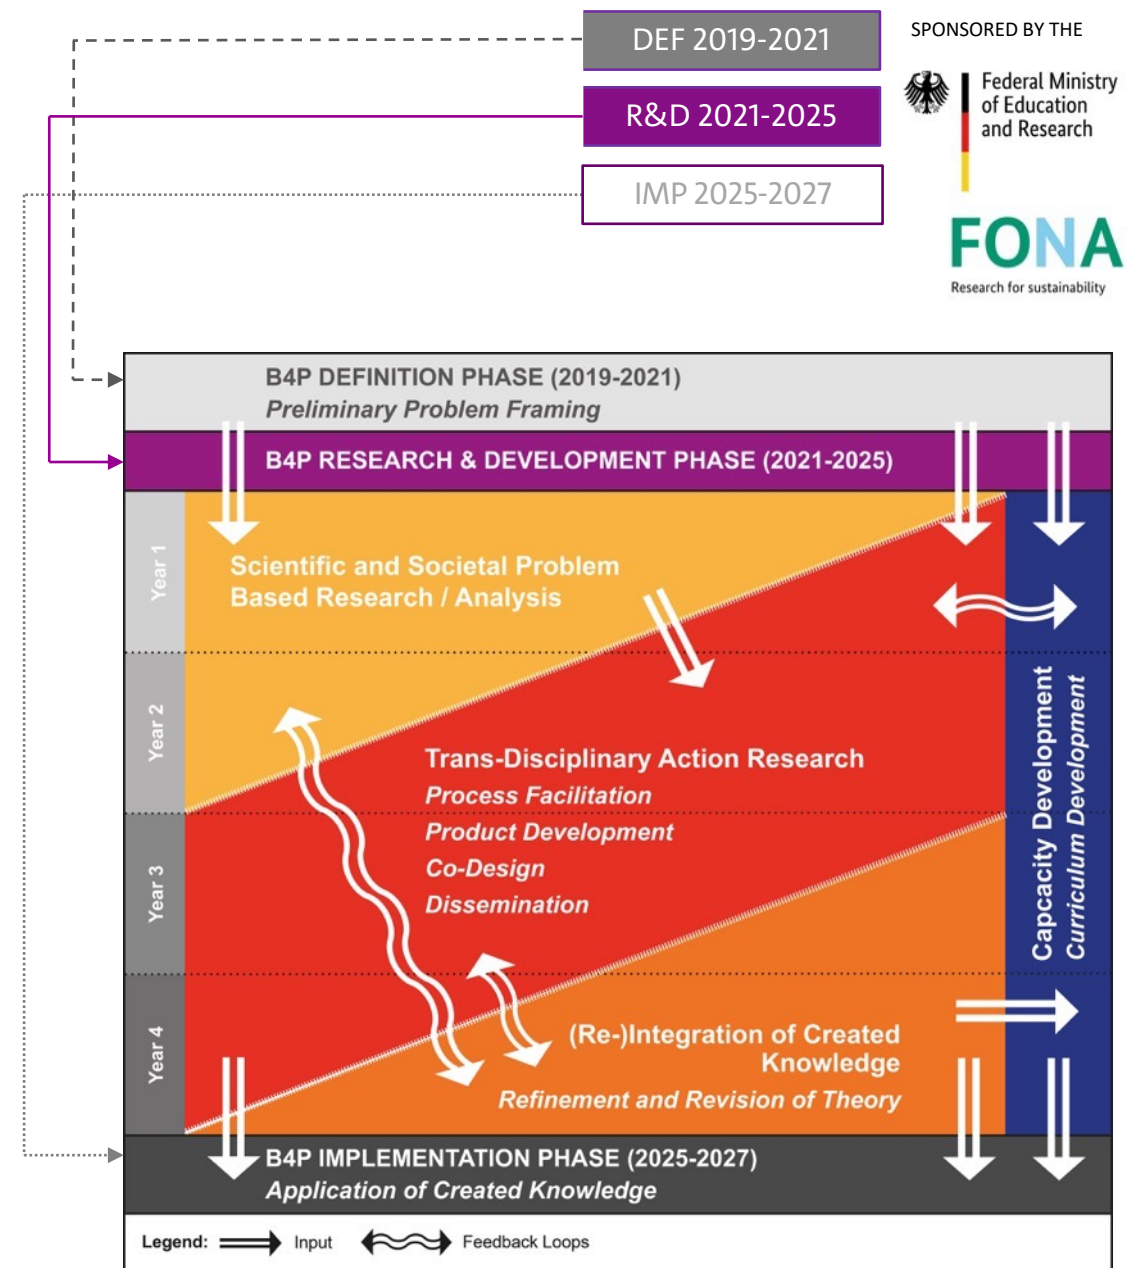 DEF 2019-2021
SPONSORED BY THE
R&D 2021-2025
Federal Ministry
of Education
and Research
IMP 2025-2027
FONA
Research for sustainability
B4P DEFINITION PHASE (2019-2021)
Preliminary Problem Framing
B4P RESEARCH & DEVELOPMENT PHASE (2021-2025)
Year 1
Scientific and Societal Problem
Based Research / Analysis
Year 2
Trans-Disciplinary Action Research
Process Facilitation
Product Development
Co-Design
Dissemination
Year 3
Capcacity Development
Curriculum Development
Year 4
(Re-)Integration of Created
Knowledge
Refinement and Revision of Theory
B4P IMPLEMENTATION PHASE (2025-2027)
Application of Created Knowledge
Legend: Input Feedback Loops